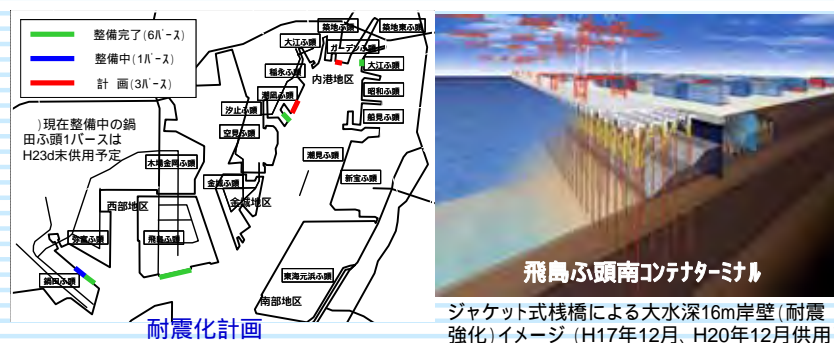 整備完了(6バース)
整備中(1バース)
計 画(3バース)
)現在整備中の鍋
田ふ頭1バースは
H23d末供用予定
築地ふ頭
築地東ふ頭
大江ふ頭
ガーデンふ頭
稲永ふ頭
内港地区
大江ふ頭
潮凪ふ頭
昭和ふ頭
汐止ふ頭
船見ふ頭
空見ふ頭
潮見ふ頭
木場金岡ふ頭
金城ふ頭
新宝ふ頭
西部地区
金城地区
弥富ふ頭
飛島ふ頭
鍋田ふ頭
東海元浜ふ頭
南部地区
耐震化計画
飛島ふ頭南コンテナターミナル
ジャケット式桟橋による大水深16m岸壁(耐震
強化)イメージ (H17年12月、H20年12月供用